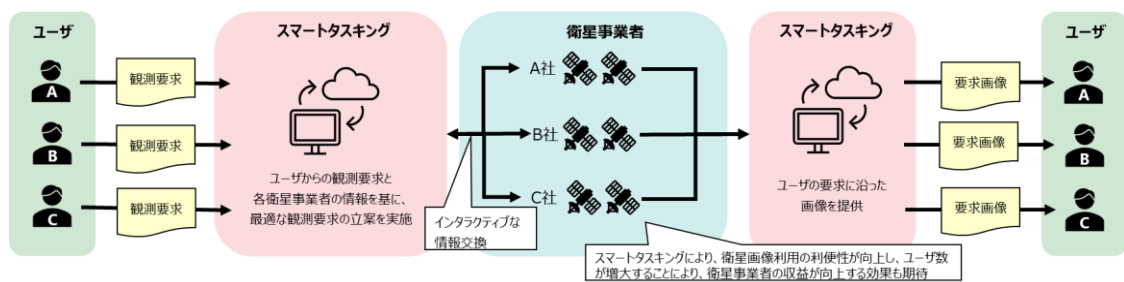 ユーザ
A
B
C
観測要求
観測要求
観測要求
スマートタスキング
ユーザからの観測要求と
各衛星事業者の情報を基に、
最適な観測要求の立案を実施
衛星事業者
A社
B社
C社
インタラクティブな
情報交換
スマートタスキング
ユーザの要求に沿った
画像を提供
スマートタスキングにより、衛星画像利用の利便性が向上し、ユーザ数
が増大することにより、衛星事業者の収益が向上する効果も期待
要求画像
要求画像
要求画像
ユーザ
A
B
C